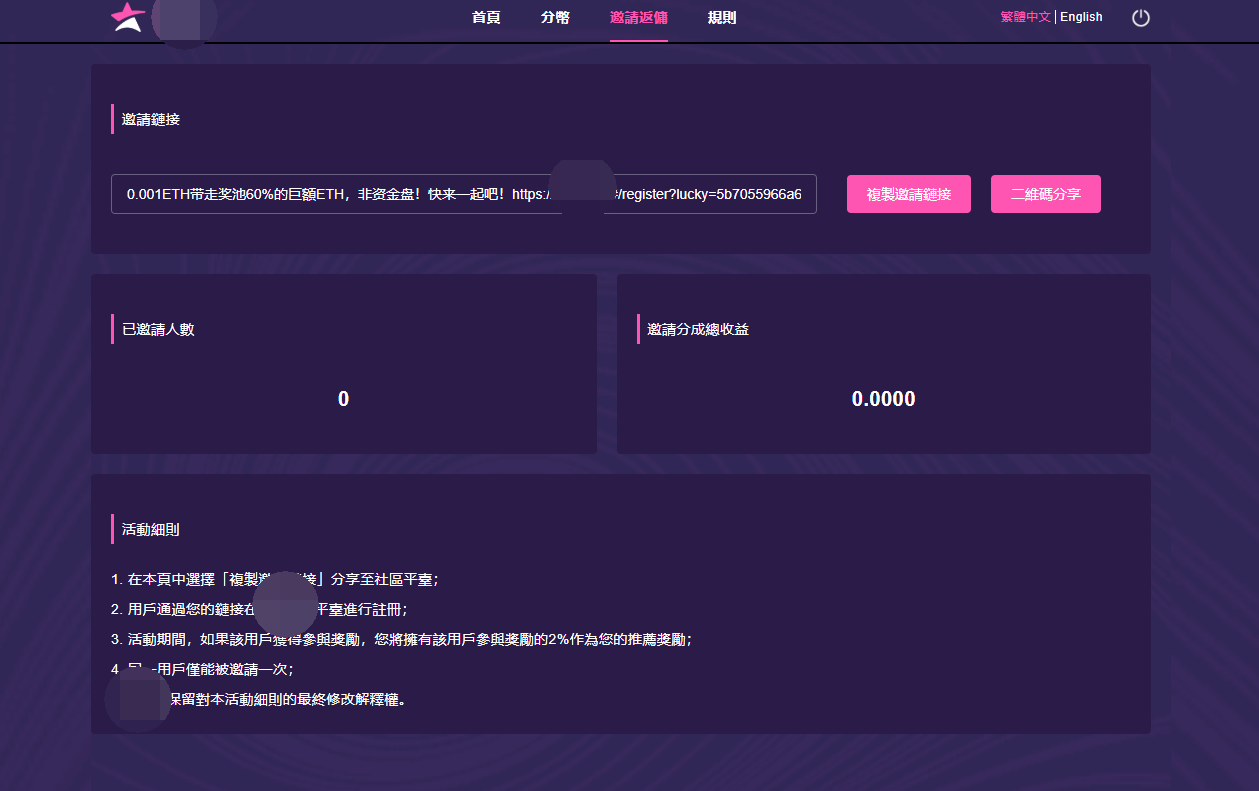 首頁 分幣 邀請返傭 規則 繁體中文 | English
邀請鏈接
0.001ETH带走奖池60%的巨額ETH，非资金盘！快来一起吧！https:/ #/register?lucky=5b7055966a6 複製邀請鏈接 二維碼分享
已邀請人數 邀請分成總收益
0 0.0000
活動細則
1. 在本頁中選擇「複製 接」分享至社區平臺；
2. 用戶通過您的鏈接在 平臺進行註冊；
3. 活動期間，如果該用戶獲得參與獎勵，您將擁有該用戶參與獎勵的2%作為您的推薦獎勵；
4 一用戶僅能被邀請一次；
保留對本活動細則的最終修改解釋權。